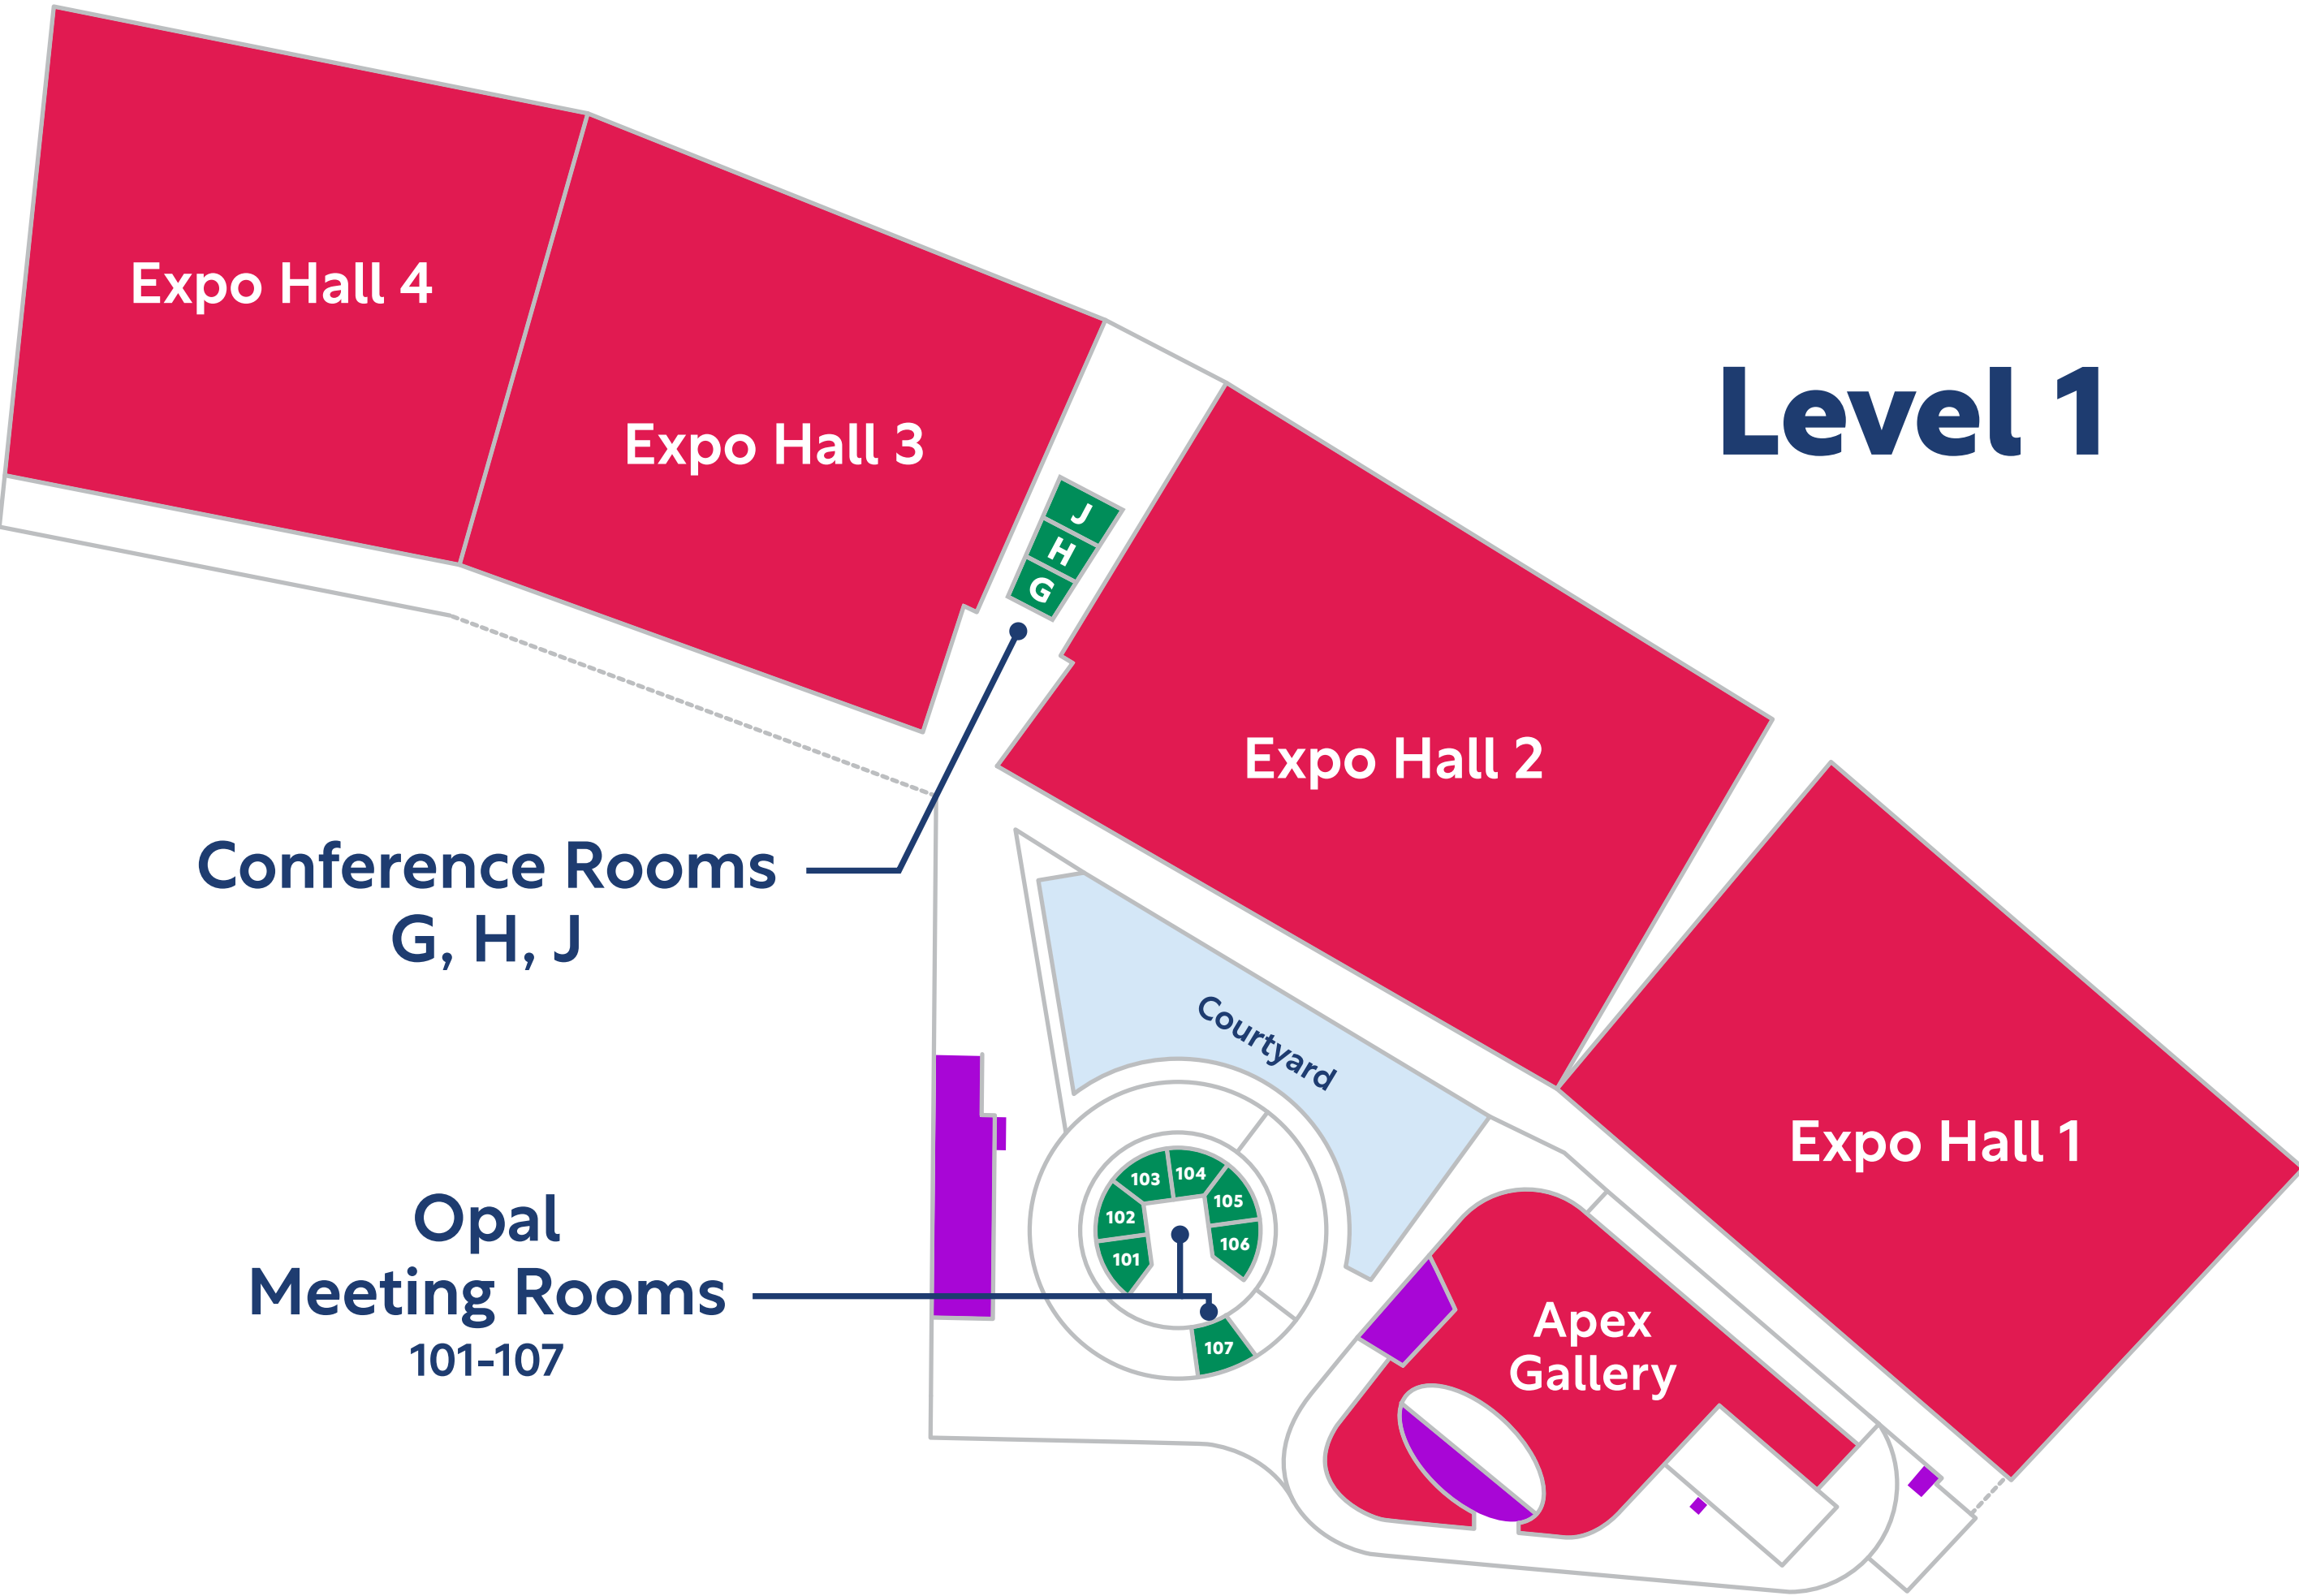 Expo Hall 4
Expo Hall 3
Level 1
J
H
G
Expo Hall 2
Conference Rooms
G, H, J
Courtyard
Expo Hall 1
103
104
102
105
101
106
Opal
Meeting Rooms
101-107
107
Apex
Gallery